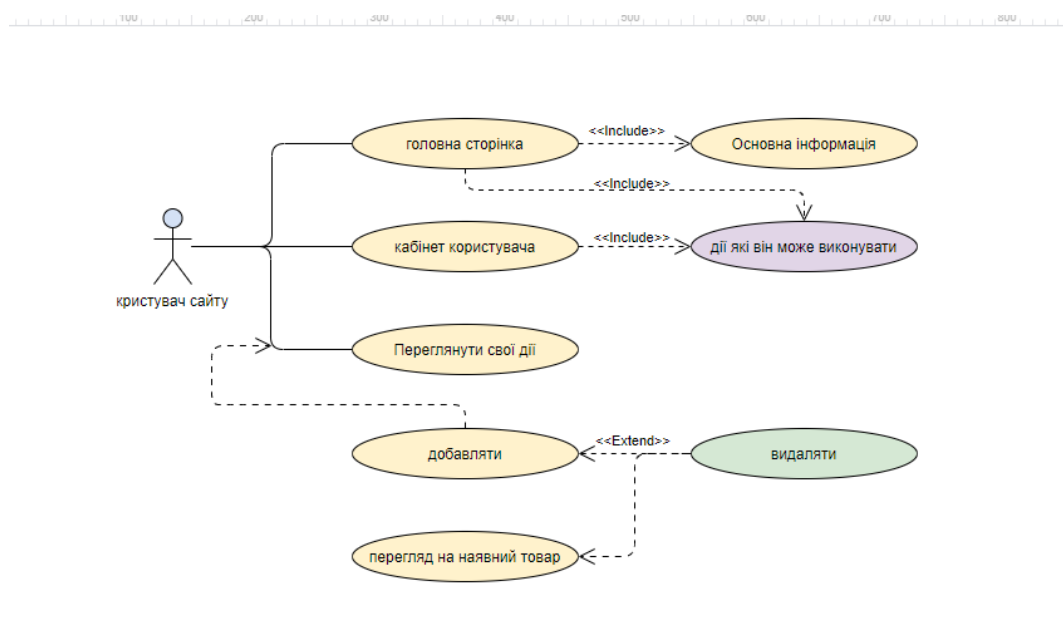 100 200 300 400 500 600 700 800
<<Include>>
головна сторінка
Основна інформація
<<Include>>
<<Include>>
кабінет користувача
дії які він може виконувати
кристувач сайту
Переглянути свої дії
<<Extend>>
добавляти
видаляти
перегляд на наявний товар